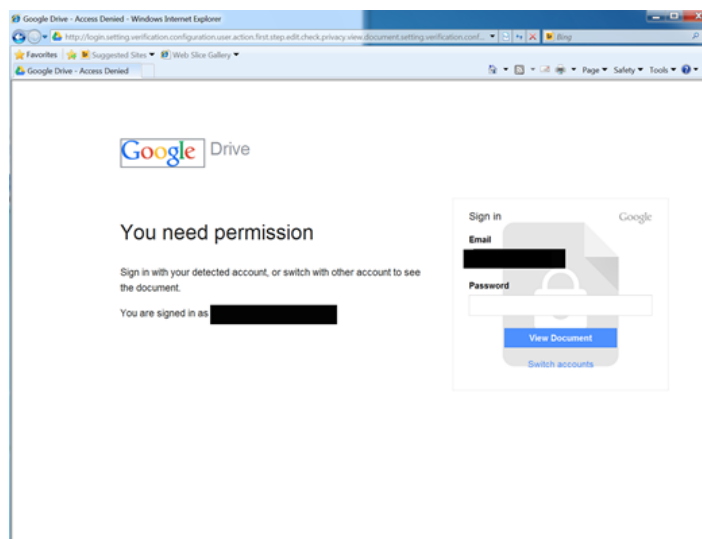 Google Drive - Access Denied - Windows Internet Explorer
http://login.setting.verification.configuration.user.action.first.step.edit.check.privacy.view.document.setting.verification.conf...
Bing
Favorites Suggested Sites Web Slice Gallery
Google Drive - Access Denied
Page Safety Tools
Google Drive
Sign in Google
You need permission
Email
Sign in with your detected account, or switch with other account to see
the document.
Password
You are signed in as
View Document
Switch accounts